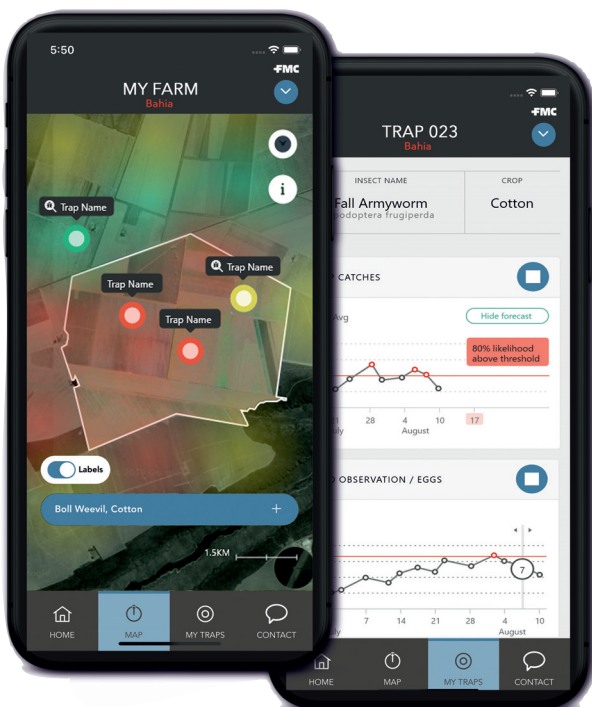 5:50
FMC
MY FARM
Bahia
Trap Name
Trap Name
Trap Name
Trap Name
Labels
Boll Weevil, Cotton
1.5KM
HOME
MAP
MY TRAPS
CONTACT
FMC
TRAP 023
Bahia
INSECT NAME
CROP
Fall Armyworm
Cotton
podoptera frugiperda
CATCHES
Avg
Hide forecast
80% likelihood
above threshold
28 4 10 17
August
OBSERVATION / EGGS
7
7 14 21 28 4 10
August
HOME
MAP
MY TRAPS
CONTACT